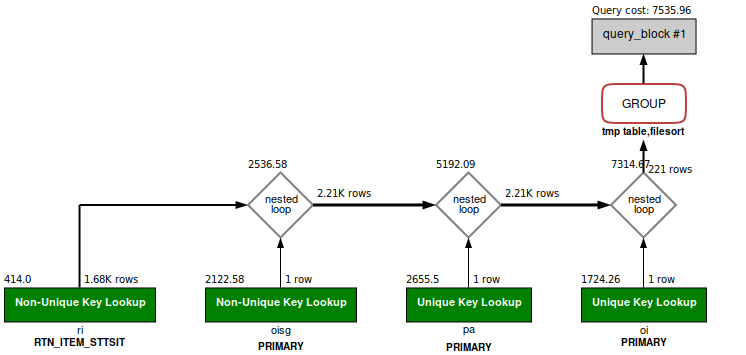 Query cost: 7535.96
query_block #1
GROUP
tmp table,filesort
2536.58
5192.09
7314.67
221 rows
nested
loop
2.21K rows
nested
loop
2.21K rows
nested
loop
414.0
1.68K rows
2122.58
1 row
2655.5
1 row
1724.26
1 row
Non-Unique Key Lookup
Non-Unique Key Lookup
Unique Key Lookup
Unique Key Lookup
ri
oisg
pa
oi
RTN_ITEM_STTSIT
PRIMARY
PRIMARY
PRIMARY